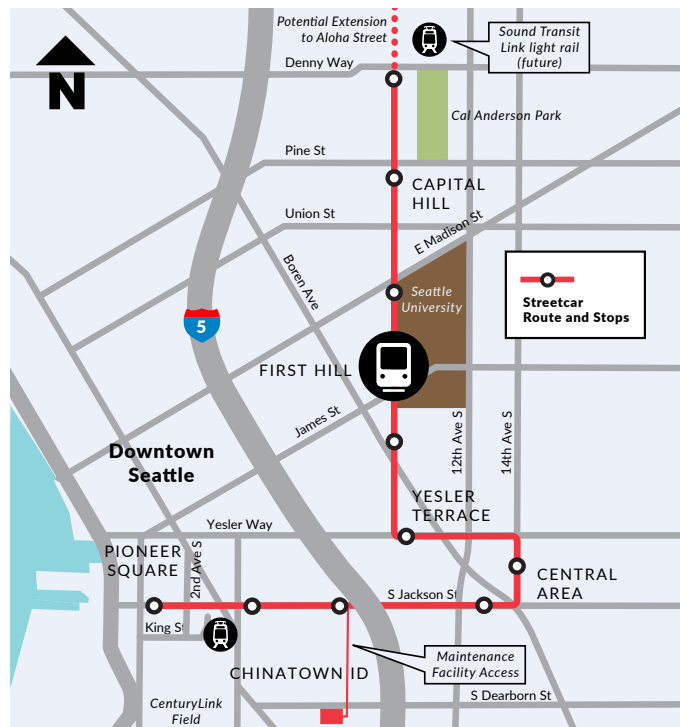 Potential Extension
to Aloha Street
Sound Transit
Link light rail
(future)
Denny Way
N
Cal Anderson Park
Pine St
CAPITAL
HILL
Union St
E Madison St
Boren Ave
Seattle
University
Streetcar
Route and Stops
5
FIRST HILL
James St
12th Ave S
14th Ave S
Downtown
Seattle
YESLER
TERRACE
Yesler Way
PIONEER
SQUARE
2nd Ave S
CENTRAL
AREA
S Jackson St
King St
CHINATOWN ID
Maintenance
Facility Access
S Dearborn St
CenturyLink
Field